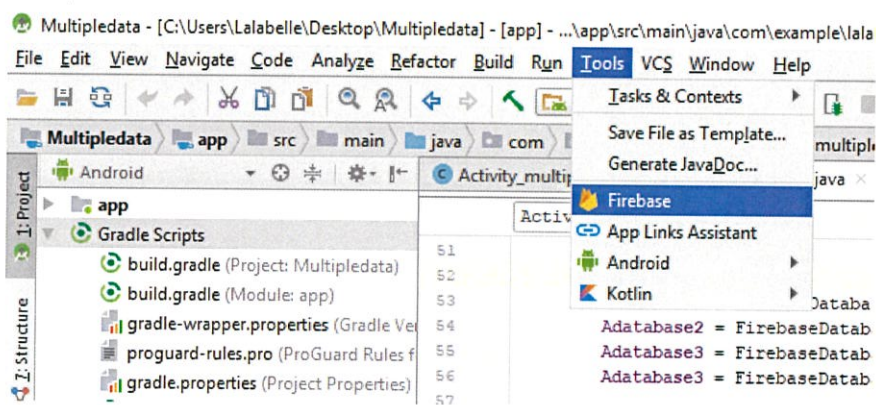 Multipledata - [C:\Users\Lalabelle\Desktop\Multipledata] - [app] - ...\app\src\main\java\com\example\lala
File Edit View Navigate Code Analyze Refactor Build Run Tools VCS Window Help
Tasks & Contexts
Save File as Template...
Generate JavaDoc...
Firebase
App Links Assistant
Android
Kotlin
Multipledata app src main java com
1: Project
Z: Structure
Android
app
Gradle Scripts
build.gradle (Project: Multipledata)
build.gradle (Module: app)
gradle-wrapper.properties (Gradle Ve
proguard-rules.pro (ProGuard Rules f
gradle.properties (Project Properties)
Activity_multip
java
Activ
51
52
53 Databa
54 Adatabase2 = FirebaseDatab
55 Adatabase3 = FirebaseDatab
56 Adatabase3 = FirebaseDatab
57